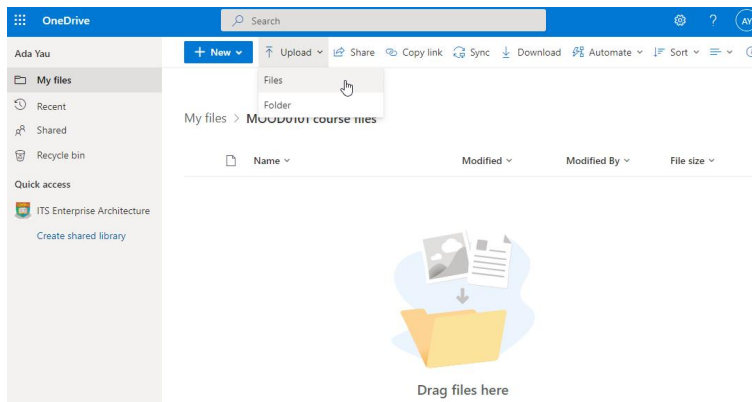 OneDrive
Search
? AY
Ada Yau
+ New Upload Share Copy link Sync Download Automate Sort
My files
Files
Recent
Folder
My files > MOOD0101 course files
Shared
Recycle bin
Name Modified Modified By File size
Quick access
ITS Enterprise Architecture
Create shared library
Drag files here